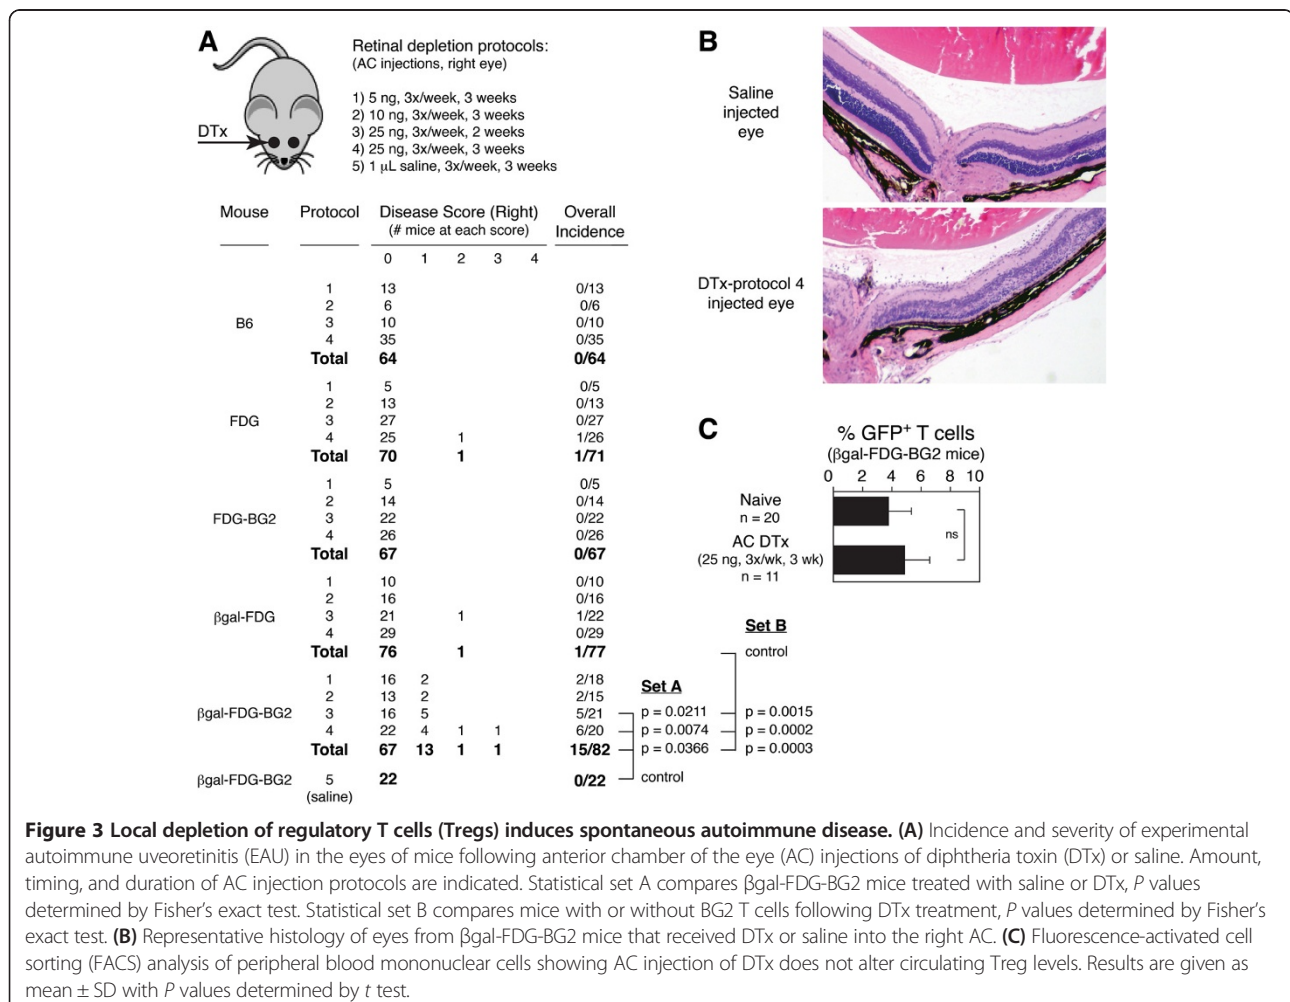 A
Retinal depletion protocols:
(AC injections, right eye)
1) 5 ng, 3x/week, 3 weeks
2) 10 ng, 3x/week, 3 weeks
3) 25 ng, 3x/week, 2 weeks
4) 25 ng, 3x/week, 3 weeks
5) 1 µL saline, 3x/week, 3 weeks
DTx
Mouse Protocol Disease Score (Right) Overall
(# mice at each score) Incidence
0 1 2 3 4
1 13 0/13
2 6 0/6
B6 3 10 0/10
4 35 0/35
Total 64 0/64
1 5 0/5
2 13 0/13
FDG 3 27 0/27
4 25 1 1/26
Total 70 1 1/71
1 5 0/5
2 14 0/14
FDG-BG2 3 22 0/22
4 26 0/26
Total 67 0/67
1 10 0/10
2 16 0/16
βgal-FDG 3 21 1 1/22
4 29 0/29
Total 76 1 1/77
1 16 2 2/18
2 13 2 2/15
βgal-FDG-BG2 3 16 5 5/21
4 22 4 1 1 6/20
Total 67 13 1 1 15/82
βgal-FDG-BG2 5 22 0/22
(saline)
Set A
p = 0.0211
p = 0.0074
p = 0.0366
control
Set B
control
p = 0.0015
p = 0.0002
p = 0.0003
B
Saline
injected
eye
DTx-protocol 4
injected eye
C
% GFP⁺ T cells
(βgal-FDG-BG2 mice)
0 2 4 6 8 10
Naive
n = 20
AC DTx
(25 ng, 3x/wk, 3 wk)
n = 11
ns
Figure 3 Local depletion of regulatory T cells (Tregs) induces spontaneous autoimmune disease. (A) Incidence and severity of experimental
autoimmune uveoretinitis (EAU) in the eyes of mice following anterior chamber of the eye (AC) injections of diphtheria toxin (DTx) or saline. Amount,
timing, and duration of AC injection protocols are indicated. Statistical set A compares βgal-FDG-BG2 mice treated with saline or DTx, P values
determined by Fisher's exact test. Statistical set B compares mice with or without BG2 T cells following DTx treatment, P values determined by Fisher's
exact test. (B) Representative histology of eyes from βgal-FDG-BG2 mice that received DTx or saline into the right AC. (C) Fluorescence-activated cell
sorting (FACS) analysis of peripheral blood mononuclear cells showing AC injection of DTx does not alter circulating Treg levels. Results are given as
mean ± SD with P values determined by t test.